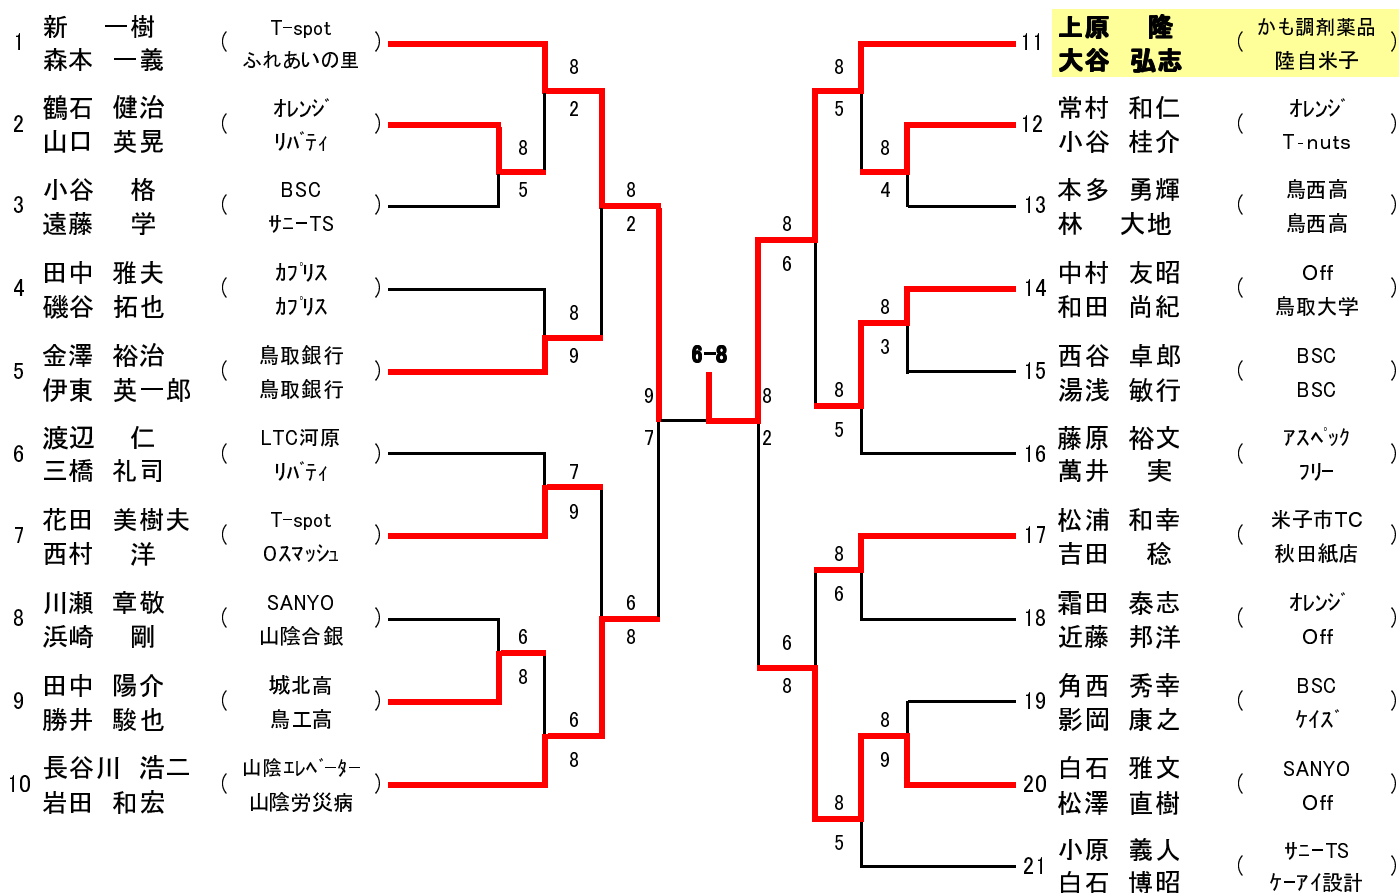 1 新 一樹 ( T-spot )
森本 一義 ふれあいの里
2 鶴石 健治 ( オレンジ )
山口 英晃 リバティ
3 小谷 格 ( BSC )
遠藤 学 サニーTS
4 田中 雅夫 ( カプリス )
磯谷 拓也 カプリス
5 金澤 裕治 ( 鳥取銀行 )
伊東 英一郎 鳥取銀行
6 渡辺 仁 ( LTC河原 )
三橋 礼司 リバティ
7 花田 美樹夫 ( T-spot )
西村 洋 Oスマッシュ
8 川瀬 章敬 ( SANYO )
浜崎 剛 山陰合銀
9 田中 陽介 ( 城北高 )
勝井 駿也 鳥工高
10 長谷川 浩二 ( 山陰エレベーター )
岩田 和宏 山陰労災病
8
2
8
5
8
2
8
9
9
7
7
9
6
8
6
8
6
8
6-8
8
5
8
4
8
6
8
3
8
5
8
2
8
6
6
8
8
9
8
5
11 上原 隆 ( かも調剤薬品 )
大谷 弘志 陸自米子
12 常村 和仁 ( オレンジ )
小谷 桂介 T-nuts
13 本多 勇輝 ( 鳥西高 )
林 大地 鳥西高
14 中村 友昭 ( Off )
和田 尚紀 鳥取大学
15 西谷 卓郎 ( BSC )
湯浅 敏行 BSC
16 藤原 裕文 ( アスペック )
萬井 実 フリー
17 松浦 和幸 ( 米子市TC )
吉田 稔 秋田紙店
18 霜田 泰志 ( オレンジ )
近藤 邦洋 Off
19 角西 秀幸 ( BSC )
影岡 康之 ケイズ
20 白石 雅文 ( SANYO )
松澤 直樹 Off
21 小原 義人 ( サニーTS )
白石 博昭 ケーアイ設計